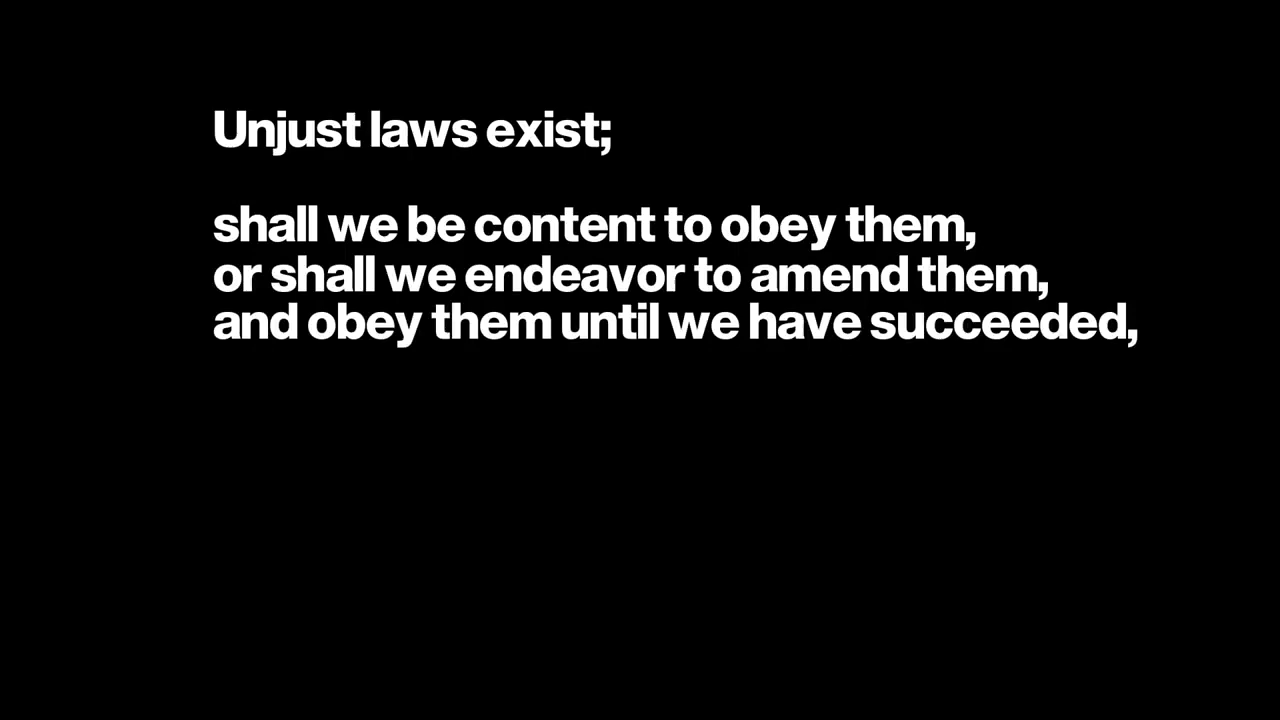 Unjust laws exist;
shall we be content to obey them,
or shall we endeavor to amend them,
and obey them until we have succeeded,